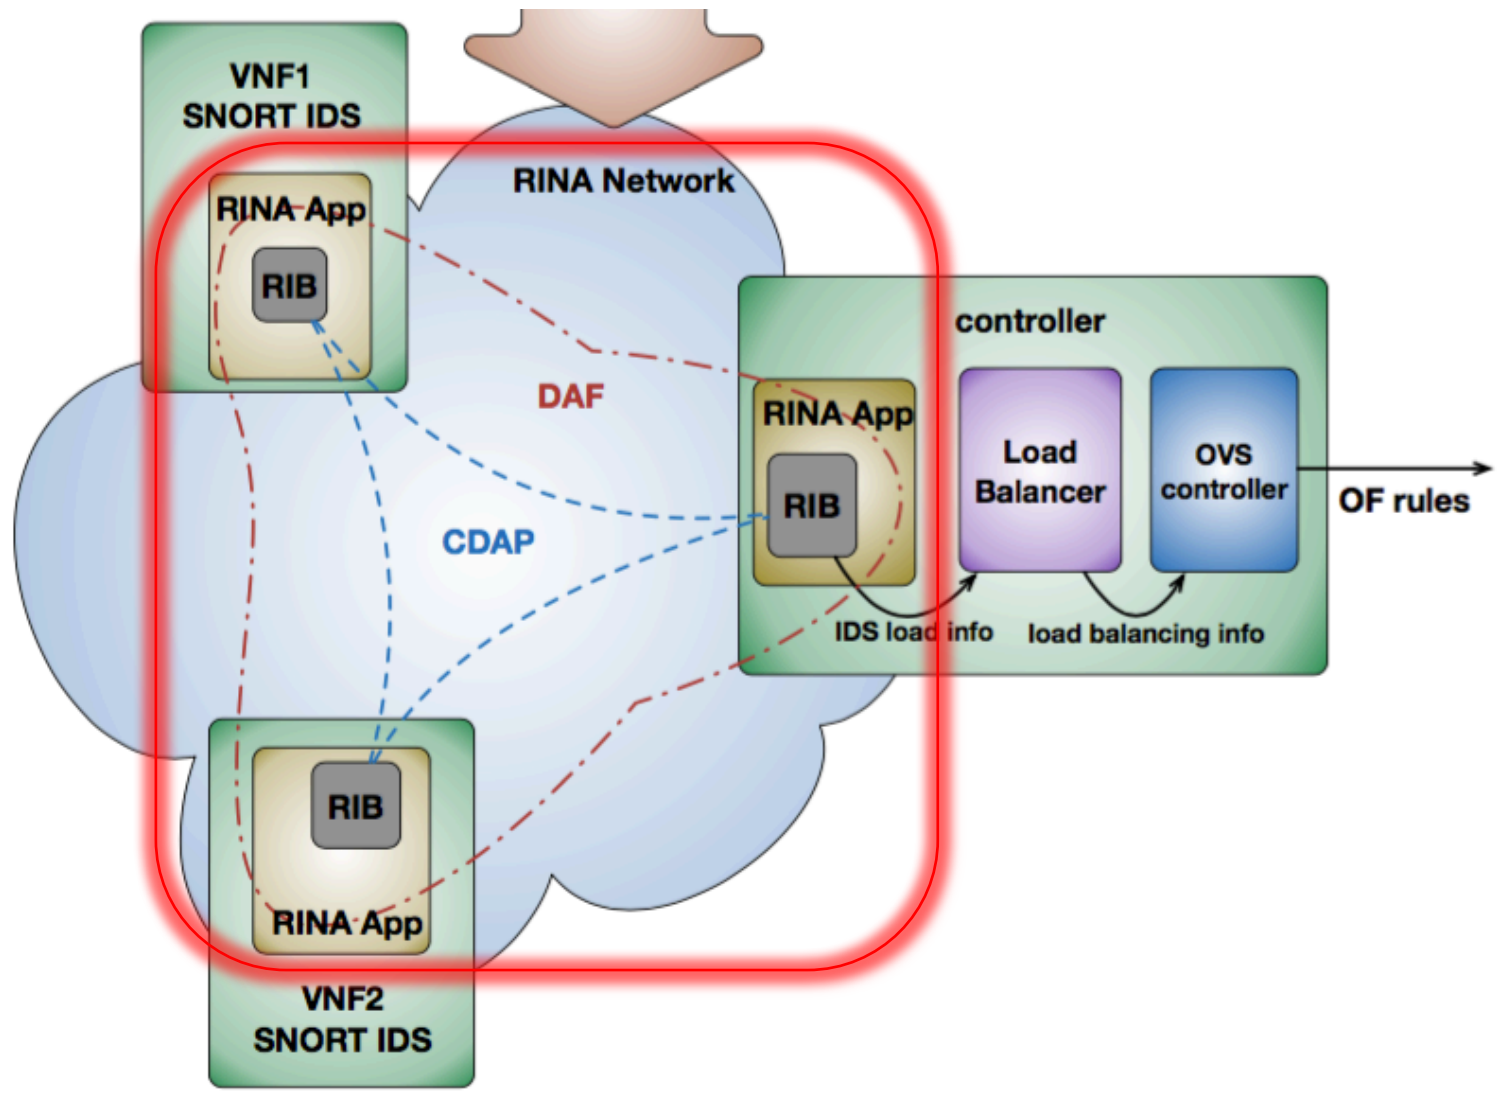 VNF1
SNORT IDS
RINA Network
RINA App
RIB
controller
DAF
RINA App
Load
Balancer
OVS
controller
RIB
OF rules
CDAP
IDS load info
load balancing info
RIB
RINA App
VNF2
SNORT IDS